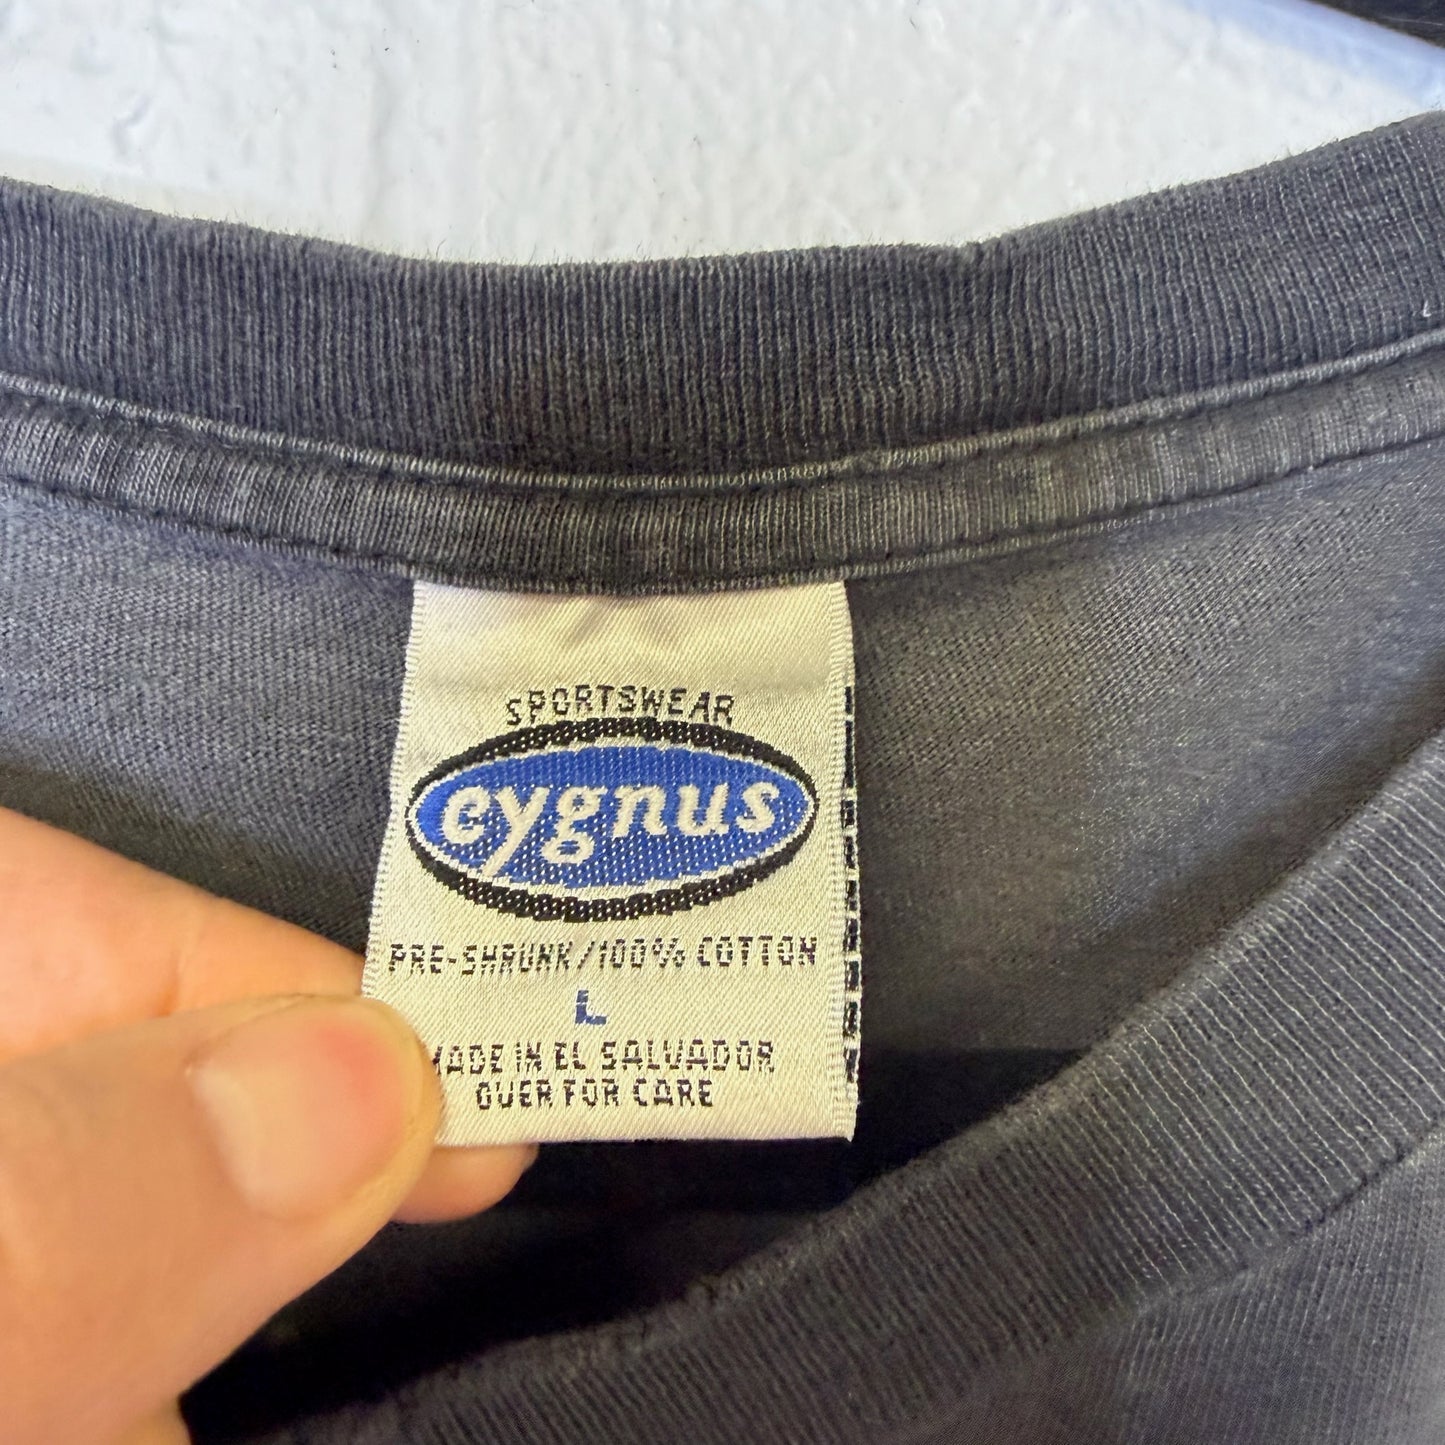 SPORTSWEAR
cygnus
PRE-SHRUNK/100% COTTON
L
MADE IN EL SALVADOR
OVER FOR CARE